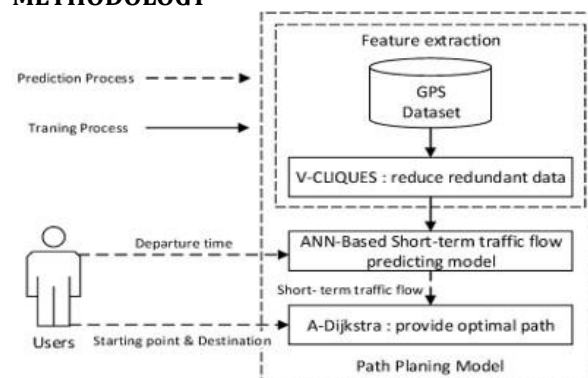 METHODOLOGY
Feature extraction
Prediction Process
GPS
Dataset
Traning Process
V-CLIQUES : reduce redundant data
Departure time
ANN-Based Short-term traffic flow
predicting model
Short- term traffic flow
A-Dijkstra : provide optimal path
Users
Starting point & Destination
Path Planing Model